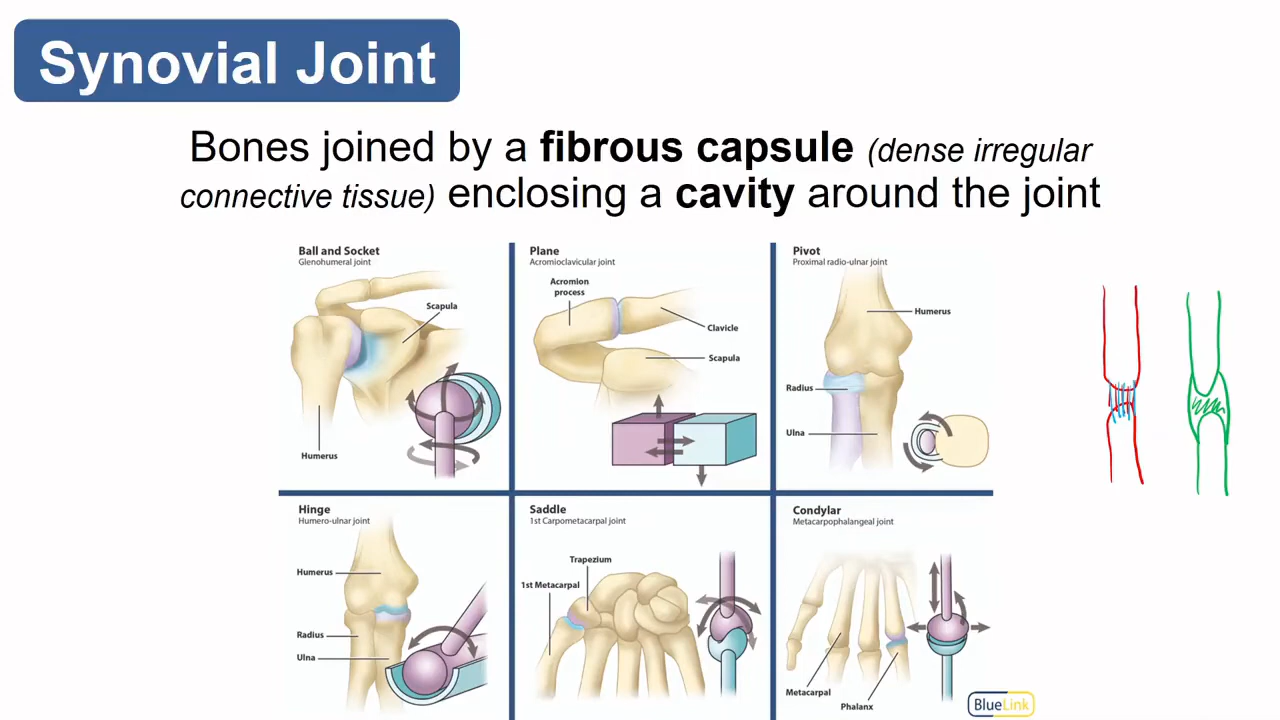 Synovial Joint
Bones joined by a fibrous capsule (dense irregular
connective tissue) enclosing a cavity around the joint
Ball and Socket
Glenohumeral joint
Scapula
Humerus
Plane
Acromioclavicular joint
Acromion
process
Clavicle
Scapula
Pivot
Proximal radio-ulnar joint
Humerus
Radius
Ulna
Hinge
Humero-ulnar joint
Humerus
Radius
Ulna
Saddle
1st Carpometacarpal joint
Trapezium
1st Metacarpal
Condylar
Metacarpophalangeal joint
Metacarpal
Phalanx
BlueLink